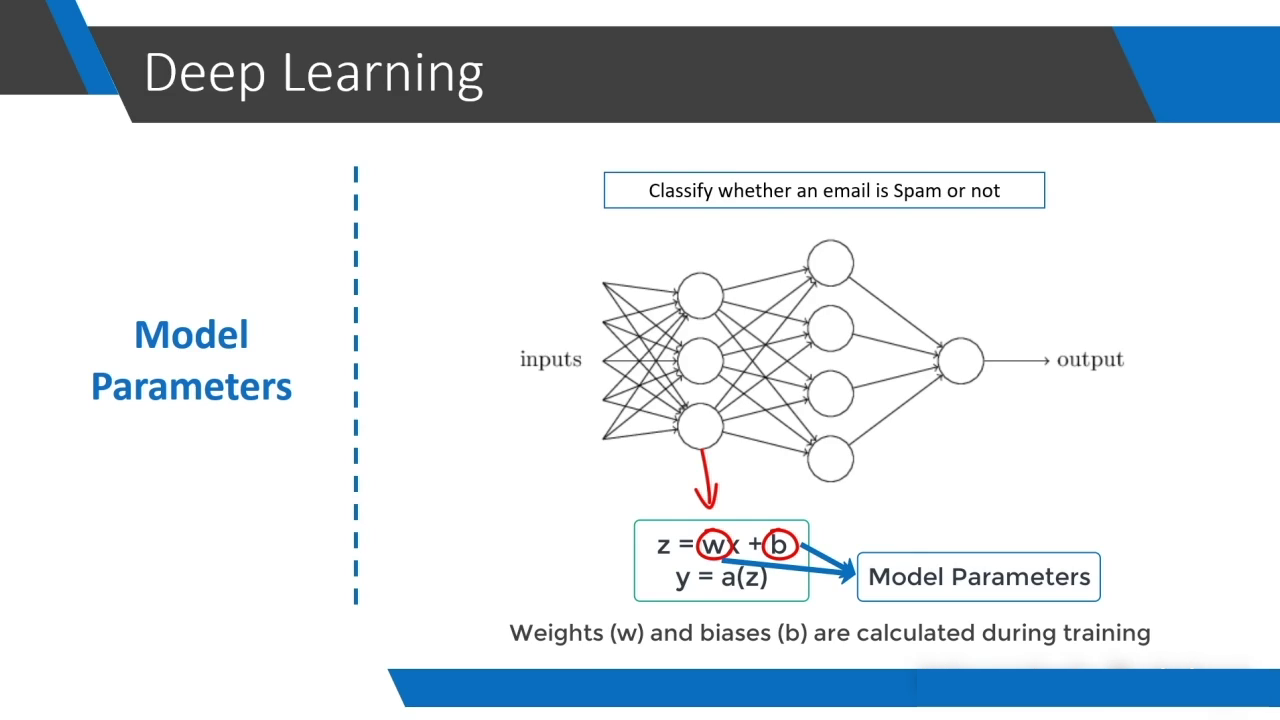 Deep Learning
Classify whether an email is Spam or not
Model
Parameters
inputs
output
z = wx + b
y = a(z)
Model Parameters
Weights (w) and biases (b) are calculated during training